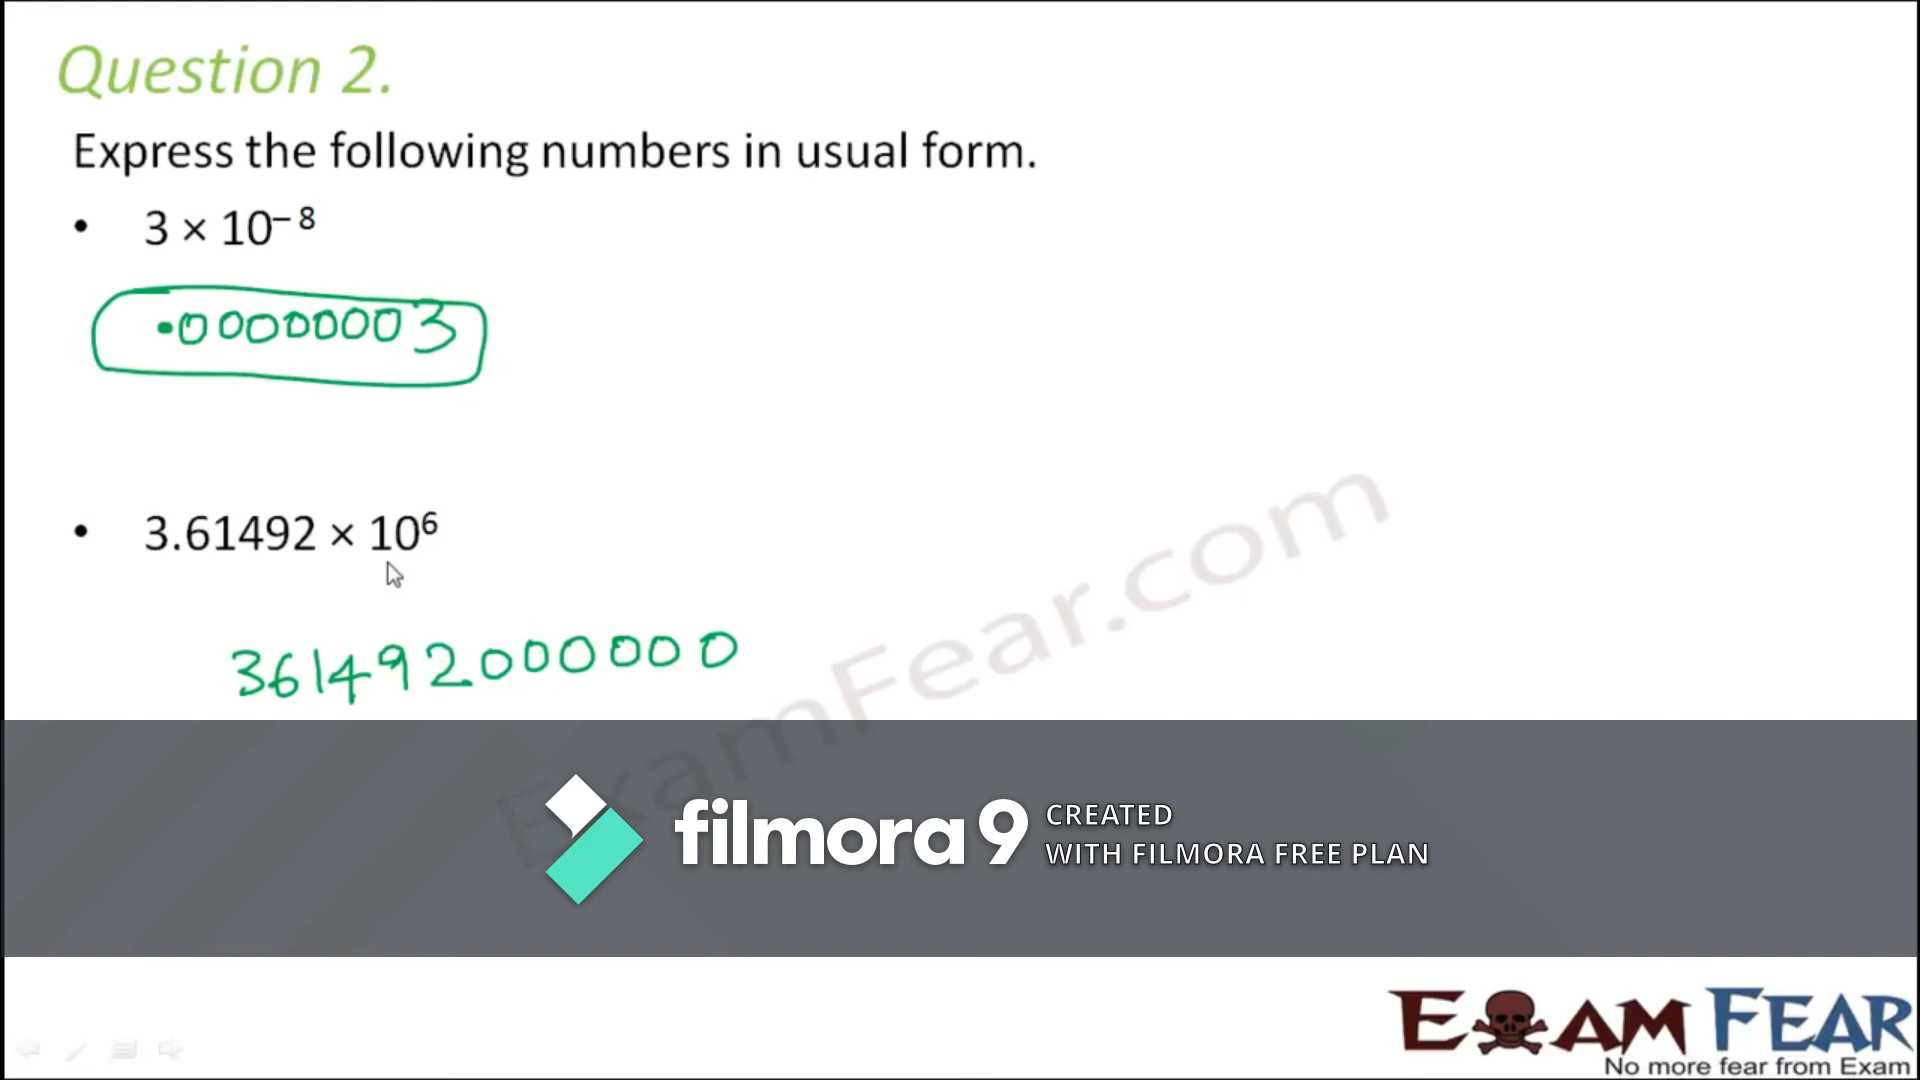 Question 2.
Express the following numbers in usual form.
• 3 × 10⁻⁸
.00000003
• 3.61492 × 10⁶
361492000000
ExamFear.com
filmora 9 CREATED
WITH FILMORA FREE PLAN
EXAM FEAR
No more fear from Exam